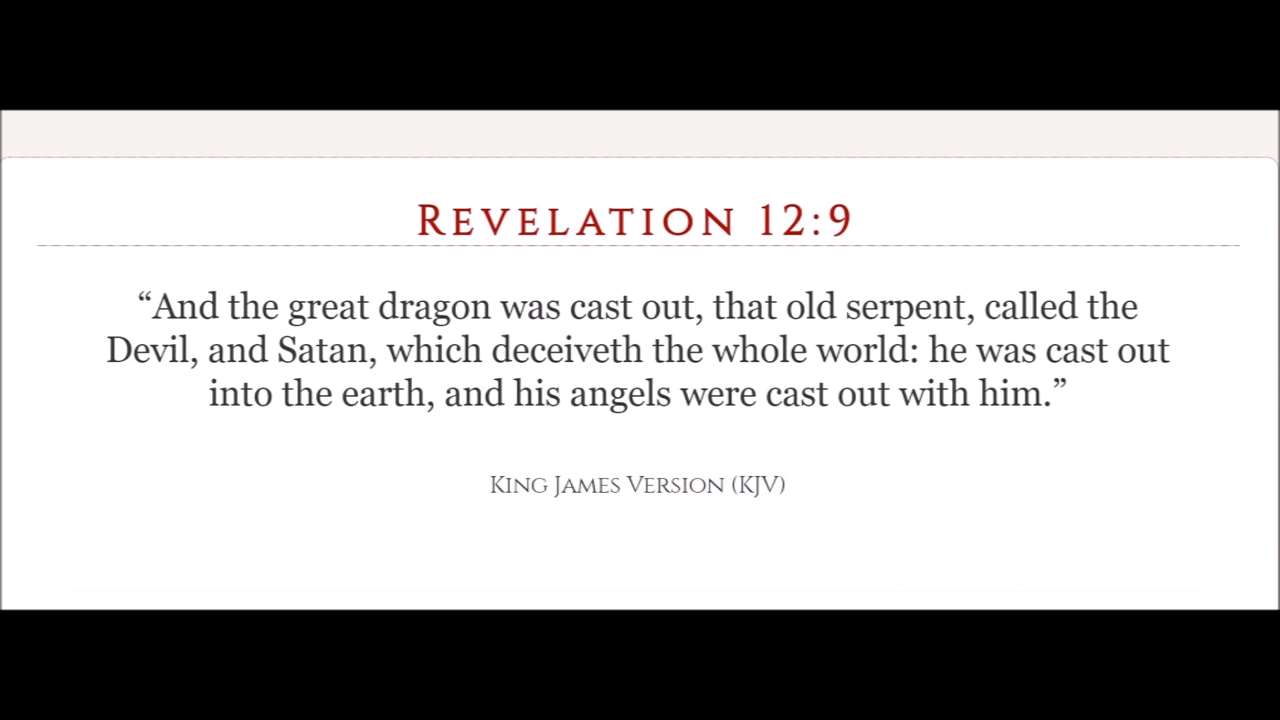 Revelation 12:9
“And the great dragon was cast out, that old serpent, called the
Devil, and Satan, which deceiveth the whole world: he was cast out
into the earth, and his angels were cast out with him.”
King James Version (KJV)